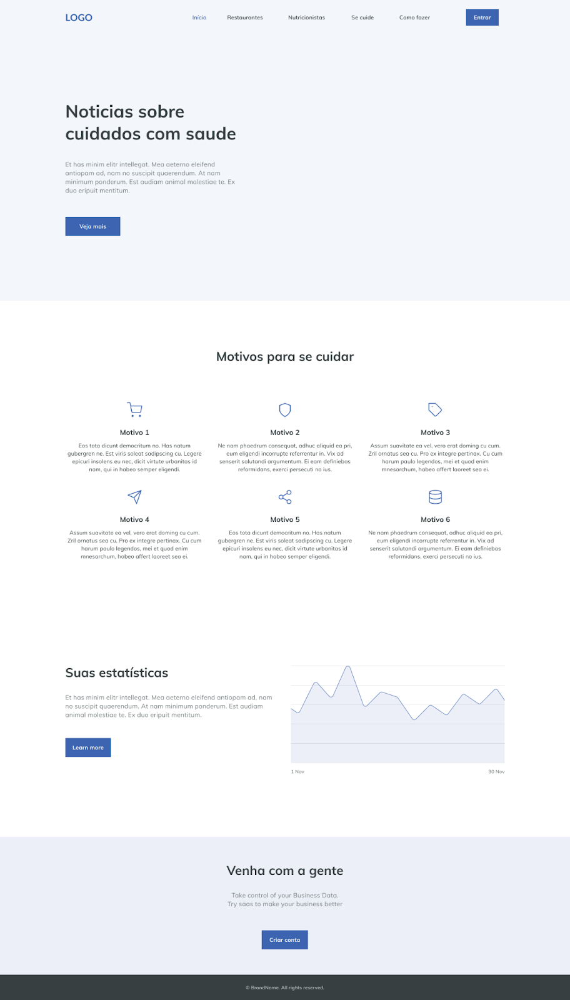 LOGO
Início
Restaurantes
Nutricionistas
Se cuide
Como fazer
Entrar
Noticias sobre
cuidados com saude
Et has minim elitr intellegat. Mea aeterno eleifend
antiopam ad, nam no suscipit quaerendum. At nam
minimum ponderum. Est audiam animal molestiae te. Ex
duo eripuit mentitum.
Veja mais
Motivos para se cuidar
Motivo 1
Eos tota dicunt democritum no. Has natum
gubergren ne. Est viris soleat sadipscing cu. Legere
epicuri insolens eu nec, dicit virtute urbanitas id
nam, qui in habeo semper eligendi.
Motivo 2
Ne nam phaedrum consequat, adhuc aliquid ea pri,
eum eligendi incorrupte referrentur in. Vix ad
senserit salutandi argumentum. Ei eam definiebas
reformidans, exerci persecuti no ius.
Motivo 3
Assum suavitate ea vel, vero erat doming cu cum.
Zril ornatus sea cu. Pro ex integre pertinax. Cu cum
harum paulo legendos, mei et quod enim
mnesarchum, habeo affert laoreet sea ei.
Motivo 4
Assum suavitate ea vel, vero erat doming cu cum.
Zril ornatus sea cu. Pro ex integre pertinax. Cu cum
harum paulo legendos, mei et quod enim
mnesarchum, habeo affert laoreet sea ei.
Motivo 5
Eos tota dicunt democritum no. Has natum
gubergren ne. Est viris soleat sadipscing cu. Legere
epicuri insolens eu nec, dicit virtute urbanitas id
nam, qui in habeo semper eligendi.
Motivo 6
Ne nam phaedrum consequat, adhuc aliquid ea pri,
eum eligendi incorrupte referrentur in. Vix ad
senserit salutandi argumentum. Ei eam definiebas
reformidans, exerci persecuti no ius.
Suas estatísticas
Et has minim elitr intellegat. Mea aeterno eleifend antiopam ad, nam
no suscipit quaerendum. At nam minimum ponderum. Est audiam
animal molestiae te. Ex duo eripuit mentitum.
Learn more
1 Nov
30 Nov
Venha com a gente
Take control of your Business Data.
Try saas to make your business better
Criar conta
© BrandName. All rights reserved.